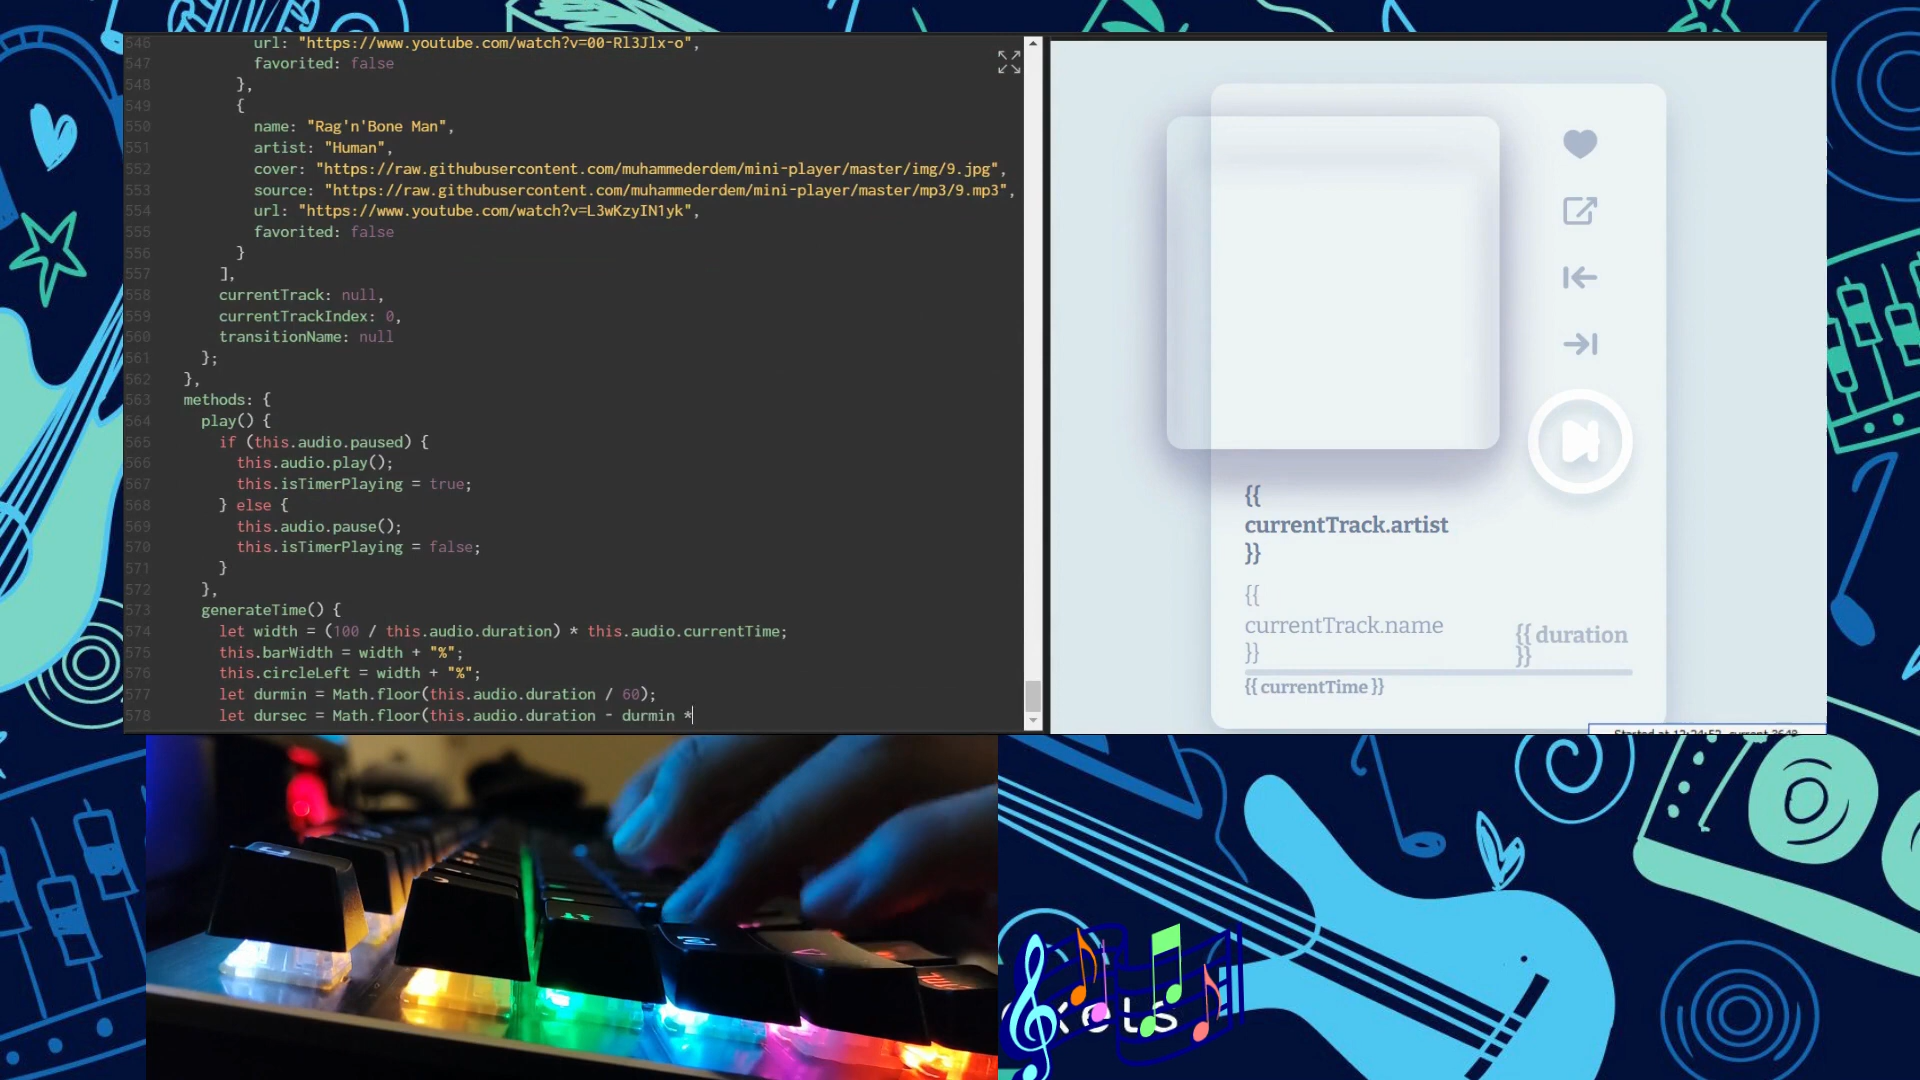 546 url: "https://www.youtube.com/watch?v=00-Rl3Jlx-o",
547 favorited: false
548 },
549 {
550 name: "Rag'n'Bone Man",
551 artist: "Human",
552 cover: "https://raw.githubusercontent.com/muhammederdem/mini-player/master/img/9.jpg",
553 source: "https://raw.githubusercontent.com/muhammederdem/mini-player/master/mp3/9.mp3",
554 url: "https://www.youtube.com/watch?v=L3wKzyIN1yk",
555 favorited: false
556 }
557 ],
558 currentTrack: null,
559 currentTrackIndex: 0,
560 transitionName: null
561 };
562 },
563 methods: {
564 play() {
565 if (this.audio.paused) {
566 this.audio.play();
567 this.isTimerPlaying = true;
568 } else {
569 this.audio.pause();
570 this.isTimerPlaying = false;
571 }
572 },
573 generateTime() {
574 let width = (100 / this.audio.duration) * this.audio.currentTime;
575 this.barWidth = width + "%";
576 this.circleLeft = width + "%";
577 let durmin = Math.floor(this.audio.duration / 60);
578 let dursec = Math.floor(this.audio.duration - durmin *
{{
currentTrack.artist
}}
{{
currentTrack.name
}}
{{ duration
}}
{{ currentTime }}